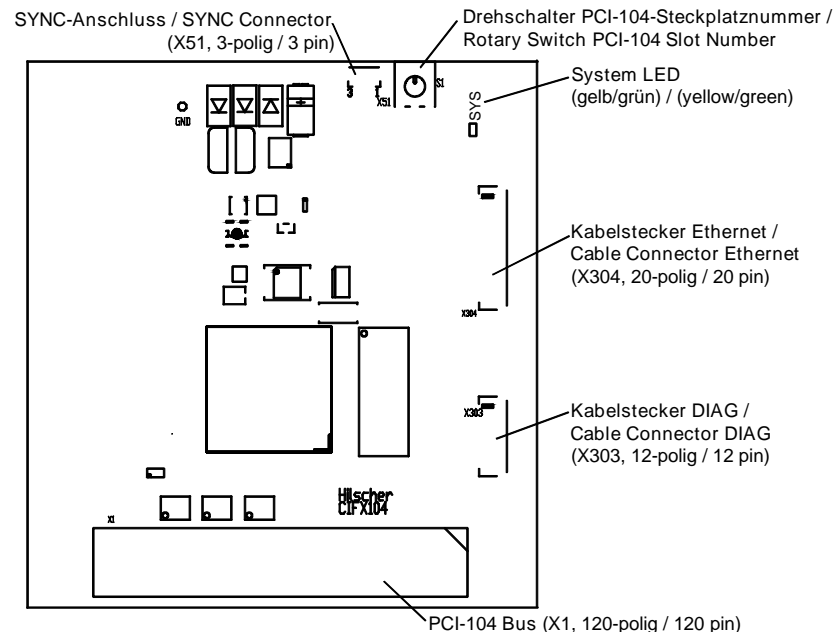 SYNC-Anschluss / SYNC Connector
(X51, 3-polig / 3 pin)
Drehschalter PCI-104-Steckplatznummer /
Rotary Switch PCI-104 Slot Number
System LED
(gelb/grün) / (yellow/green)
X51
S1
SYS
GND
Kabelstecker Ethernet /
Cable Connector Ethernet
(X304, 20-polig / 20 pin)
X304
X303
Kabelstecker DIAG /
Cable Connector DIAG
(X303, 12-polig / 12 pin)
Hilscher
CIFX104
X1
PCI-104 Bus (X1, 120-polig / 120 pin)